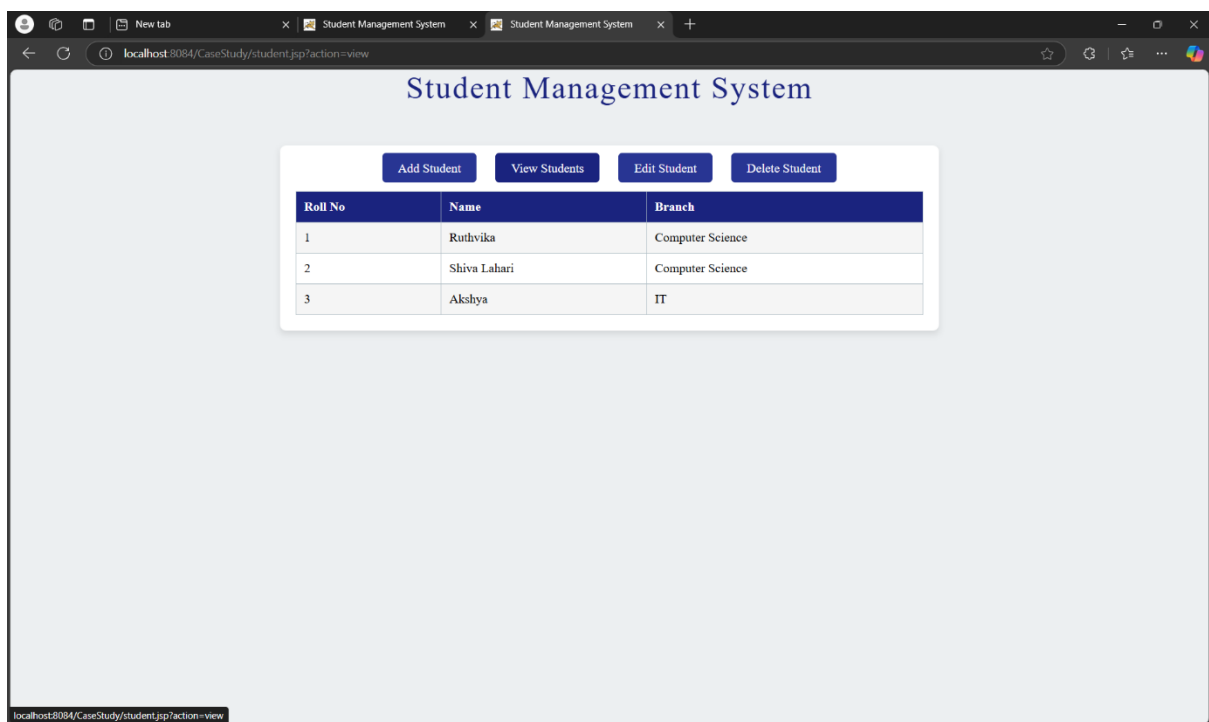 New tab
Student Management System
Student Management System
localhost:8084/CaseStudy/student.jsp?action=view
Student Management System
Add Student View Students Edit Student Delete Student
Roll No Name Branch
1 Ruthvika Computer Science
2 Shiva Lahari Computer Science
3 Akshya IT
localhost:8084/CaseStudy/student.jsp?action=view